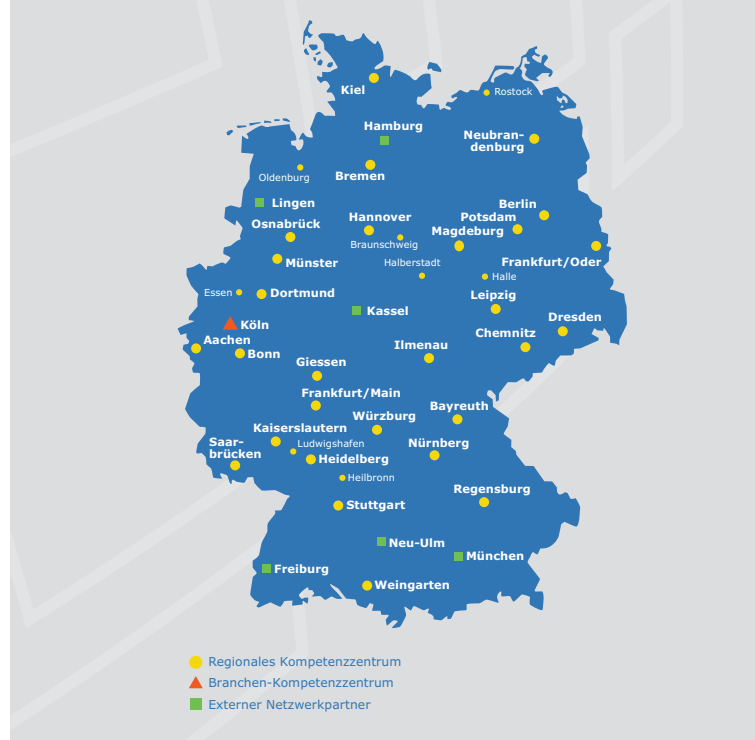 Kiel
Rostock
Hamburg
Neubran-
denburg
Oldenburg
Bremen
Lingen
Berlin
Osnabrück
Hannover
Potsdam
Braunschweig
Magdeburg
Münster
Halberstadt
Frankfurt/Oder
Essen
Dortmund
Halle
Leipzig
Kassel
Köln
Dresden
Aachen
Chemnitz
Bonn
Ilmenau
Giessen
Frankfurt/Main
Bayreuth
Würzburg
Kaiserslautern
Saar-
brücken
Ludwigshafen
Nürnberg
Heidelberg
Heilbronn
Regensburg
Stuttgart
Neu-Ulm
München
Freiburg
Weingarten
Regionales Kompetenzzentrum
Branchen-Kompetenzzentrum
Externer Netzwerkpartner